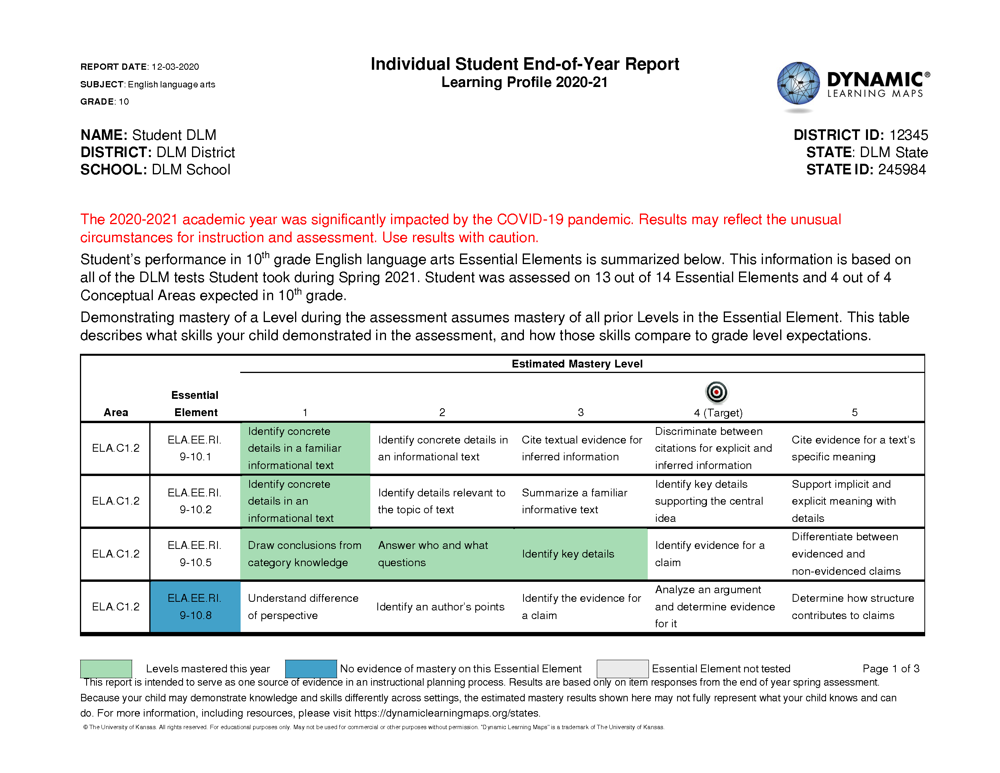 REPORT DATE: 12-03-2020
SUBJECT: English language arts
GRADE: 10
Individual Student End-of-Year Report
Learning Profile 2020-21
DYNAMIC®
LEARNING MAPS
NAME: Student DLM
DISTRICT: DLM District
SCHOOL: DLM School
DISTRICT ID: 12345
STATE: DLM State
STATE ID: 245984
The 2020-2021 academic year was significantly impacted by the COVID-19 pandemic. Results may reflect the unusual
circumstances for instruction and assessment. Use results with caution.
Student's performance in 10th grade English language arts Essential Elements is summarized below. This information is based on
all of the DLM tests Student took during Spring 2021. Student was assessed on 13 out of 14 Essential Elements and 4 out of 4
Conceptual Areas expected in 10th grade.
Demonstrating mastery of a Level during the assessment assumes mastery of all prior Levels in the Essential Element. This table
describes what skills your child demonstrated in the assessment, and how those skills compare to grade level expectations.
Estimated Mastery Level
Area
Essential
Element
1
2
3
4 (Target)
5
ELA.C1.2
ELA.EE.RI.
9-10.1
Identify concrete
details in a familiar
informational text
Identify concrete details in
an informational text
Cite textual evidence for
inferred information
Discriminate between
citations for explicit and
inferred information
Cite evidence for a text's
specific meaning
ELA.C1.2
ELA.EE.RI.
9-10.2
Identify concrete
details in an
informational text
Identify details relevant to
the topic of text
Summarize a familiar
informative text
Identify key details
supporting the central
idea
Support implicit and
explicit meaning with
details
ELA.C1.2
ELA.EE.RI.
9-10.5
Draw conclusions from
category knowledge
Answer who and what
questions
Identify key details
Identify evidence for a
claim
Differentiate between
evidenced and
non-evidenced claims
ELA.C1.2
ELA.EE.RI.
9-10.8
Understand difference
of perspective
Identify an author's points
Identify the evidence for
a claim
Analyze an argument
and determine evidence
for it
Determine how structure
contributes to claims
Levels mastered this year
No evidence of mastery on this Essential Element
Essential Element not tested
Page 1 of 3
This report is intended to serve as one source of evidence in an instructional planning process. Results are based only on item responses from the end of year spring assessment.
Because your child may demonstrate knowledge and skills differently across settings, the estimated mastery results shown here may not fully represent what your child knows and can
do. For more information, including resources, please visit https://dynamiclearningmaps.org/states.
© The University of Kansas. All rights reserved. For educational purposes only. May not be used for commercial or other purposes without permission. "Dynamic Learning Maps" is a trademark of The University of Kansas.